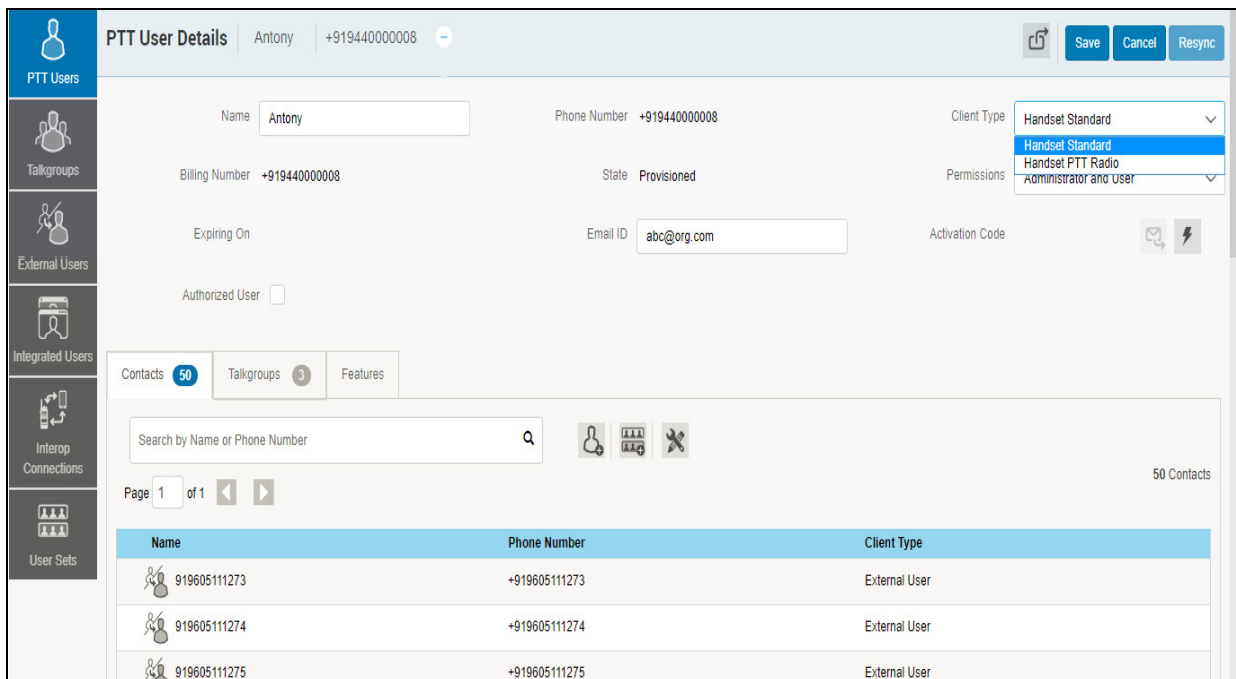 PTT User Details Antony +919440000008
Save Cancel Resync
PTT Users
Talkgroups
External Users
Integrated Users
Interop
Connections
User Sets
Name Antony Phone Number +919440000008 Client Type Handset Standard
Handset Standard
Handset PTT Radio
Billing Number +919440000008 State Provisioned Permissions Administrator and User
Expiring On Email ID abc@org.com Activation Code
Authorized User
Contacts 50 Talkgroups 3 Features
Search by Name or Phone Number
50 Contacts
Page 1 of 1
Name Phone Number Client Type
919605111273 +919605111273 External User
919605111274 +919605111274 External User
919605111275 +919605111275 External User